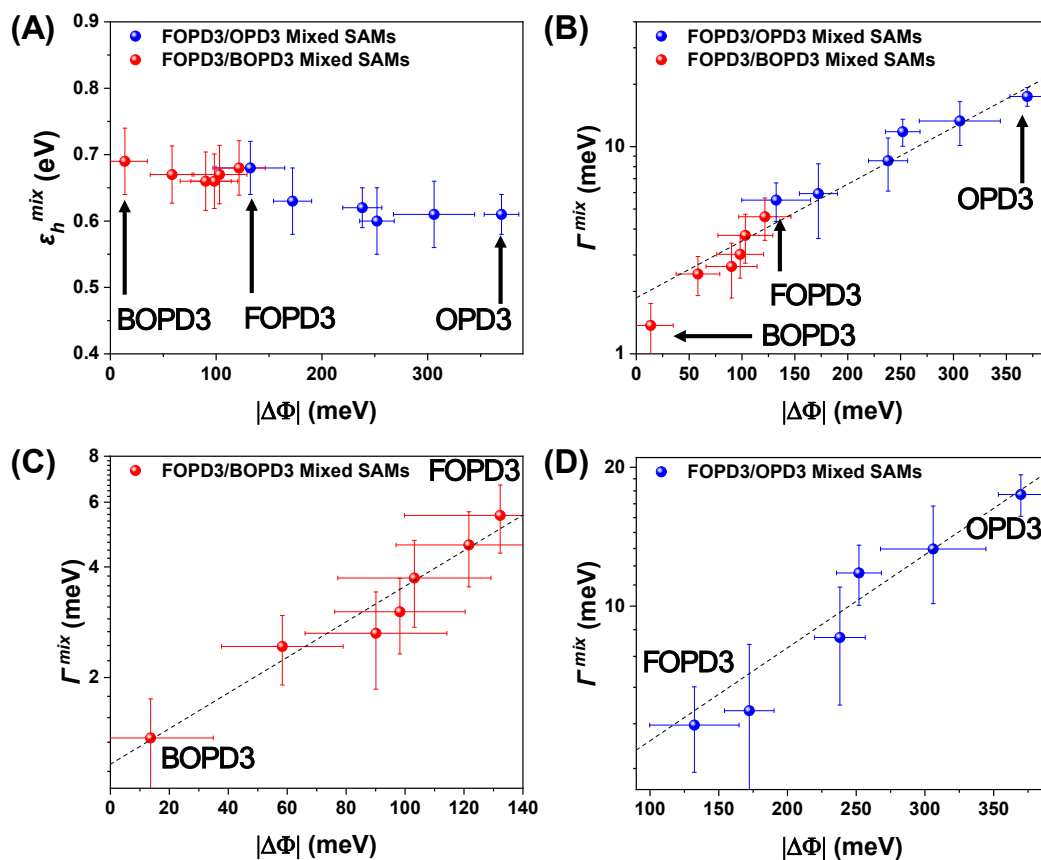 (A)
FOPD3/OPD3 Mixed SAMs
FOPD3/BOPD3 Mixed SAMs
0.9
0.8
0.7
0.6
0.5
0.4
ε_h^mix (eV)
BOPD3
FOPD3
OPD3
0
100
200
300
|ΔΦ| (meV)
(B)
FOPD3/OPD3 Mixed SAMs
FOPD3/BOPD3 Mixed SAMs
10
1
Γ^mix (meV)
OPD3
FOPD3
BOPD3
0
50
100
150
200
250
300
350
|ΔΦ| (meV)
(C)
FOPD3/BOPD3 Mixed SAMs
FOPD3
8
6
4
2
Γ^mix (meV)
BOPD3
0
20
40
60
80
100
120
140
|ΔΦ| (meV)
(D)
FOPD3/OPD3 Mixed SAMs
20
10
Γ^mix (meV)
OPD3
FOPD3
100
150
200
250
300
350
|ΔΦ| (meV)